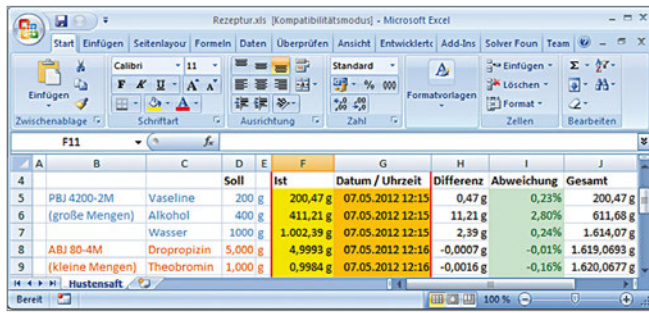 Rezeptur.xls [Kompatibilitätsmodus] - Microsoft Excel
Start Einfügen Seitenlayou Formeln Daten Überprüfen Ansicht Entwicklertc Add-Ins Solver Foun Team
Calibri 11 Standard
Einfügen F K U A A % 000 Formatvorlagen Einfügen Löschen Format
Zwischenablage Schriftart Ausrichtung Zahl Zellen Bearbeiten
F11 fx
A B C D E F G H I J
4 Soll Ist Datum / Uhrzeit Differenz Abweichung Gesamt
5 PBJ 4200-2M Vaseline 200 g 200,47 g 07.05.2012 12:15 0,47 g 0,23% 200,47 g
6 (große Mengen) Alkohol 400 g 411,21 g 07.05.2012 12:15 11,21 g 2,80% 611,68 g
7 Wasser 1000 g 1.002,39 g 07.05.2012 12:15 2,39 g 0,24% 1.614,07 g
8 ABJ 80-4M Dropropizin 5,000 g 4,9993 g 07.05.2012 12:16 -0,0007 g -0,01% 1.619,0693 g
9 (kleine Mengen) Theobromin 1,000 g 0,9984 g 07.05.2012 12:16 -0,0016 g -0,16% 1.620,0677 g
Hustensaft
Bereit 100 %